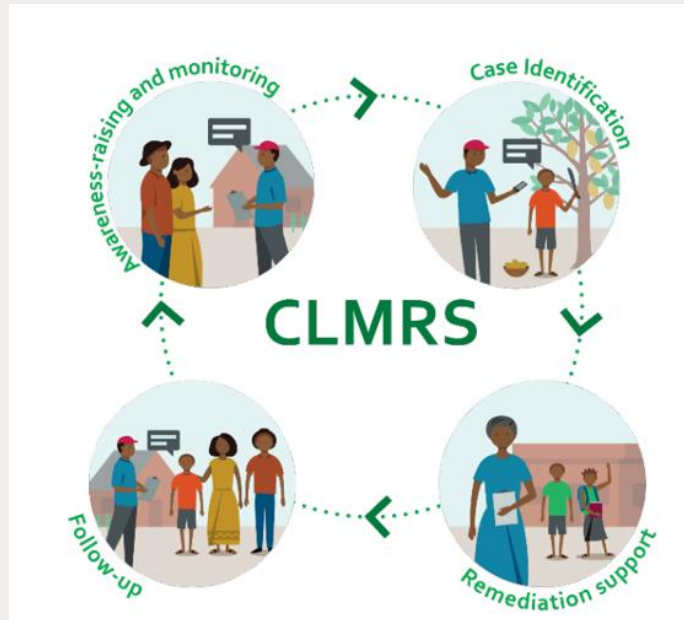 Awareness-raising and monitoring
Case Identification
CLMRS
Follow-up
Remediation support